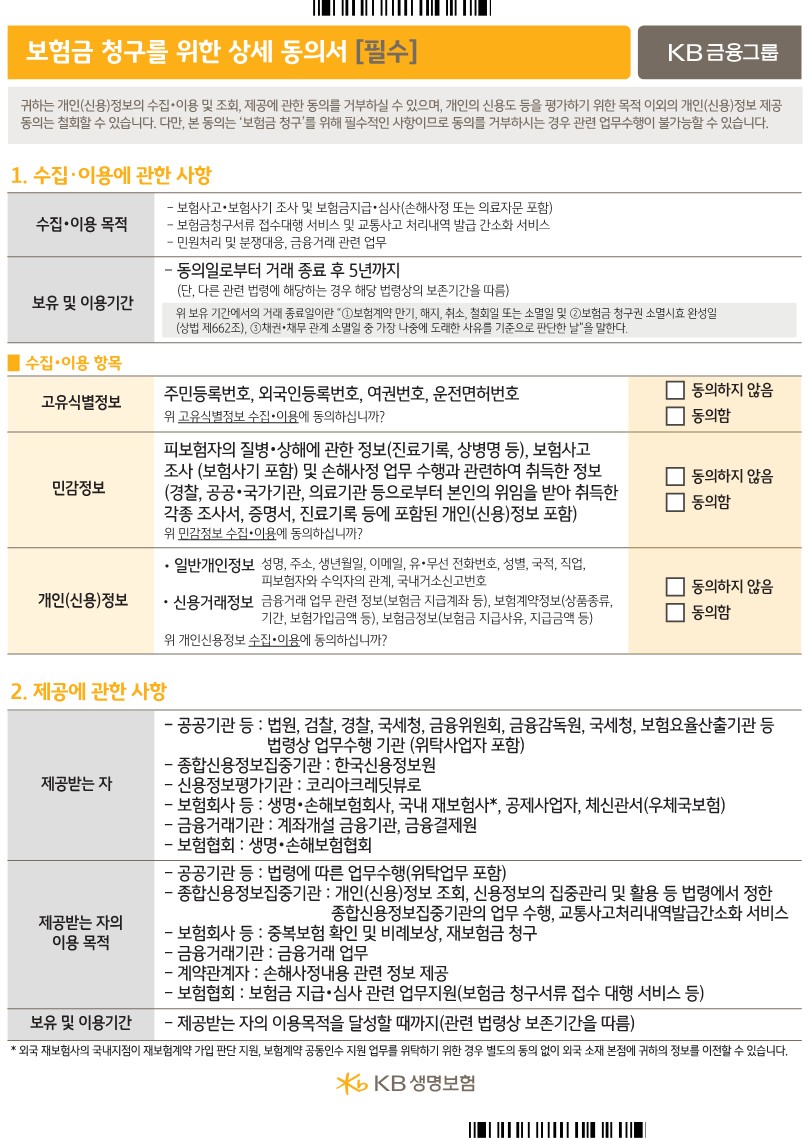 보험금 청구를 위한 상세 동의서 [필수]
KB 금융그룹
귀하는 개인(신용)정보의 수집•이용 및 조회, 제공에 관한 동의를 거부하실 수 있으며, 개인의 신용도 등을 평가하기 위한 목적 이외의 개인(신용)정보 제공
동의는 철회할 수 있습니다. 다만, 본 동의는 ‘보험금 청구’를 위해 필수적인 사항이므로 동의를 거부하시는 경우 관련 업무수행이 불가능할 수 있습니다.
1. 수집·이용에 관한 사항
수집•이용 목적
– 보험사고•보험사기 조사 및 보험금지급•심사(손해사정 또는 의료자문 포함)
– 보험금청구서류 접수대행 서비스 및 교통사고 처리내역 발급 간소화 서비스
– 민원처리 및 분쟁대응, 금융거래 관련 업무
보유 및 이용기간
– 동의일로부터 거래 종료 후 5년까지
(단, 다른 관련 법령에 해당하는 경우 해당 법령상의 보존기간을 따름)
위 보유 기간에서의 거래 종료일이란 “①보험계약 만기, 해지, 취소, 철회일 또는 소멸일 및 ②보험금 청구권 소멸시효 완성일
(상법 제662조), ③채권•채무 관계 소멸일 중 가장 나중에 도래한 사유를 기준으로 판단한 날”을 말한다.
■ 수집•이용 항목
고유식별정보
주민등록번호, 외국인등록번호, 여권번호, 운전면허번호
위 고유식별정보 수집•이용에 동의하십니까?
□ 동의하지 않음
□ 동의함
민감정보
피보험자의 질병•상해에 관한 정보(진료기록, 상병명 등), 보험사고
조사 (보험사기 포함) 및 손해사정 업무 수행과 관련하여 취득한 정보
(경찰, 공공•국가기관, 의료기관 등으로부터 본인의 위임을 받아 취득한
각종 조사서, 증명서, 진료기록 등에 포함된 개인(신용)정보 포함)
위 민감정보 수집•이용에 동의하십니까?
□ 동의하지 않음
□ 동의함
개인(신용)정보
• 일반개인정보 성명, 주소, 생년월일, 이메일, 유•무선 전화번호, 성별, 국적, 직업,
피보험자와 수익자의 관계, 국내거소신고번호
• 신용거래정보 금융거래 업무 관련 정보(보험금 지급계좌 등), 보험계약정보(상품종류,
기간, 보험가입금액 등), 보험금정보(보험금 지급사유, 지급금액 등)
위 개인신용정보 수집•이용에 동의하십니까?
□ 동의하지 않음
□ 동의함
2. 제공에 관한 사항
제공받는 자
– 공공기관 등 : 법원, 검찰, 경찰, 국세청, 금융위원회, 금융감독원, 국세청, 보험요율산출기관 등
법령상 업무수행 기관 (위탁사업자 포함)
– 종합신용정보집중기관 : 한국신용정보원
– 신용정보평가기관 : 코리아크레딧뷰로
– 보험회사 등 : 생명•손해보험회사, 국내 재보험사*, 공제사업자, 체신관서(우체국보험)
– 금융거래기관 : 계좌개설 금융기관, 금융결제원
– 보험협회 : 생명•손해보험협회
제공받는 자의
이용 목적
– 공공기관 등 : 법령에 따른 업무수행(위탁업무 포함)
– 종합신용정보집중기관 : 개인(신용)정보 조회, 신용정보의 집중관리 및 활용 등 법령에서 정한
종합신용정보집중기관의 업무 수행, 교통사고처리내역발급간소화 서비스
– 보험회사 등 : 중복보험 확인 및 비례보상, 재보험금 청구
– 금융거래기관 : 금융거래 업무
– 계약관계자 : 손해사정내용 관련 정보 제공
– 보험협회 : 보험금 지급•심사 관련 업무지원(보험금 청구서류 접수 대행 서비스 등)
보유 및 이용기간
– 제공받는 자의 이용목적을 달성할 때까지(관련 법령상 보존기간을 따름)
* 외국 재보험사의 국내지점이 재보험계약 가입 판단 지원, 보험계약 공동인수 지원 업무를 위탁하기 위한 경우 별도의 동의 없이 외국 소재 본점에 귀하의 정보를 이전할 수 있습니다.
KB 생명보험